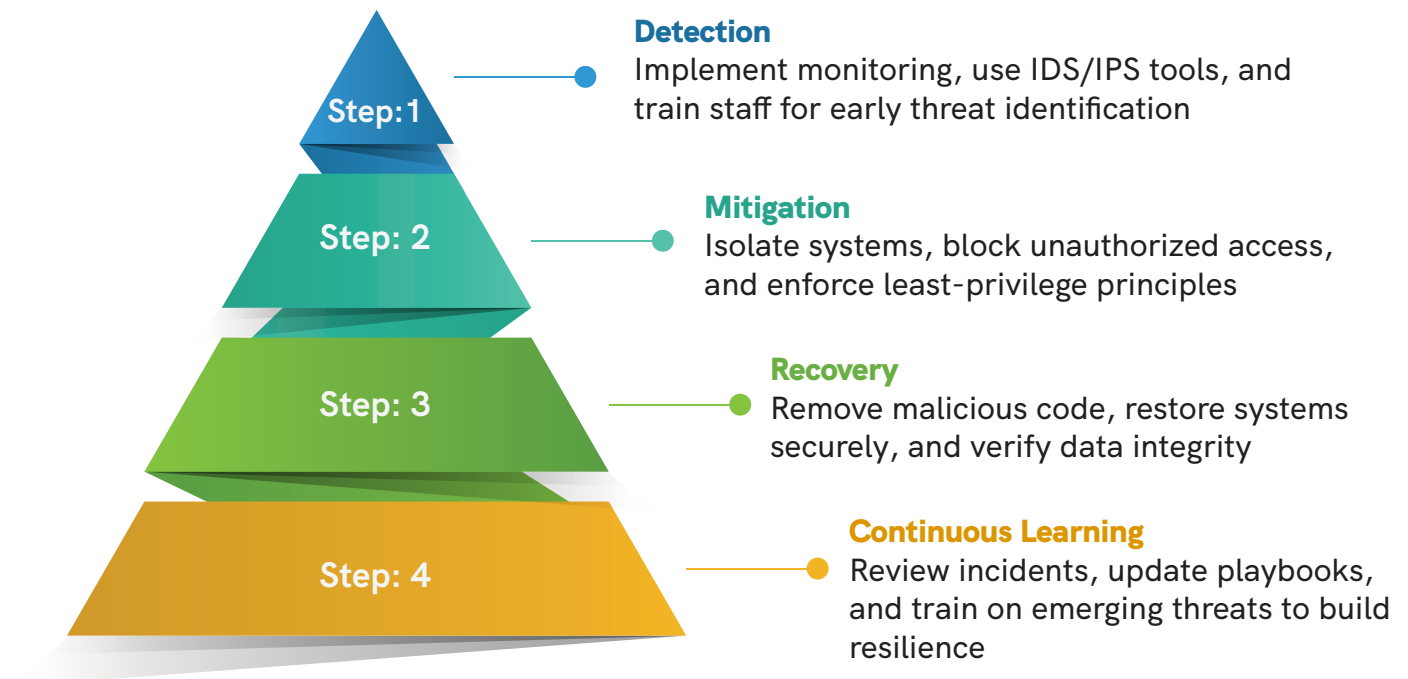 Detection
Implement monitoring, use IDS/IPS tools, and
train staff for early threat identification
Step:1
Mitigation
Isolate systems, block unauthorized access,
and enforce least-privilege principles
Step: 2
Recovery
Remove malicious code, restore systems
securely, and verify data integrity
Step: 3
Continuous Learning
Review incidents, update playbooks,
and train on emerging threats to build
resilience
Step: 4